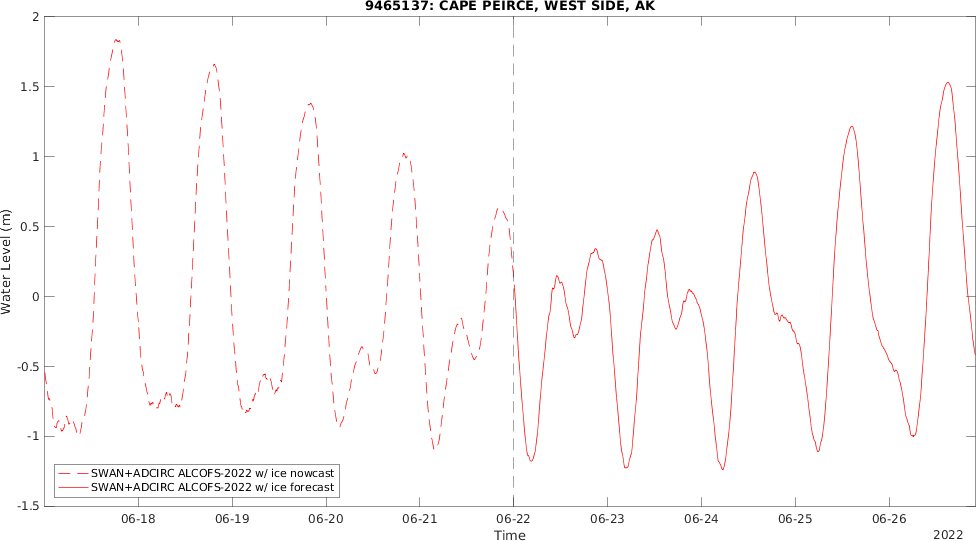 9465137: CAPE PEIRCE, WEST SIDE, AK
2
1.5
1
0.5
0
-0.5
-1
-1.5
Water Level (m)
SWAN+ADCIRC ALCOFS-2022 w/ ice nowcast
SWAN+ADCIRC ALCOFS-2022 w/ ice forecast
06-18 06-19 06-20 06-21 06-22 06-23 06-24 06-25 06-26
Time
2022